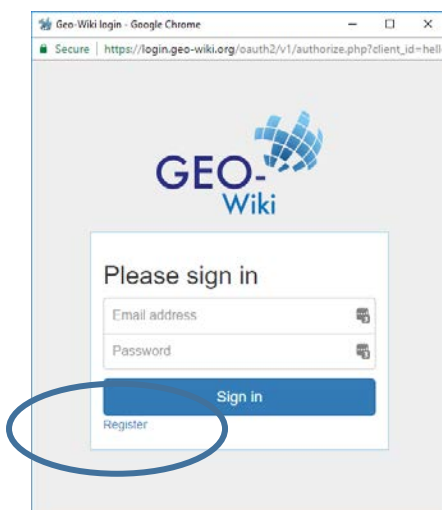 Geo-Wiki login - Google Chrome
Secure | https://login.geo-wiki.org/oauth2/v1/authorize.php?client_id=hell
GEO-
Wiki
Please sign in
Email address
Password
Sign in
Register